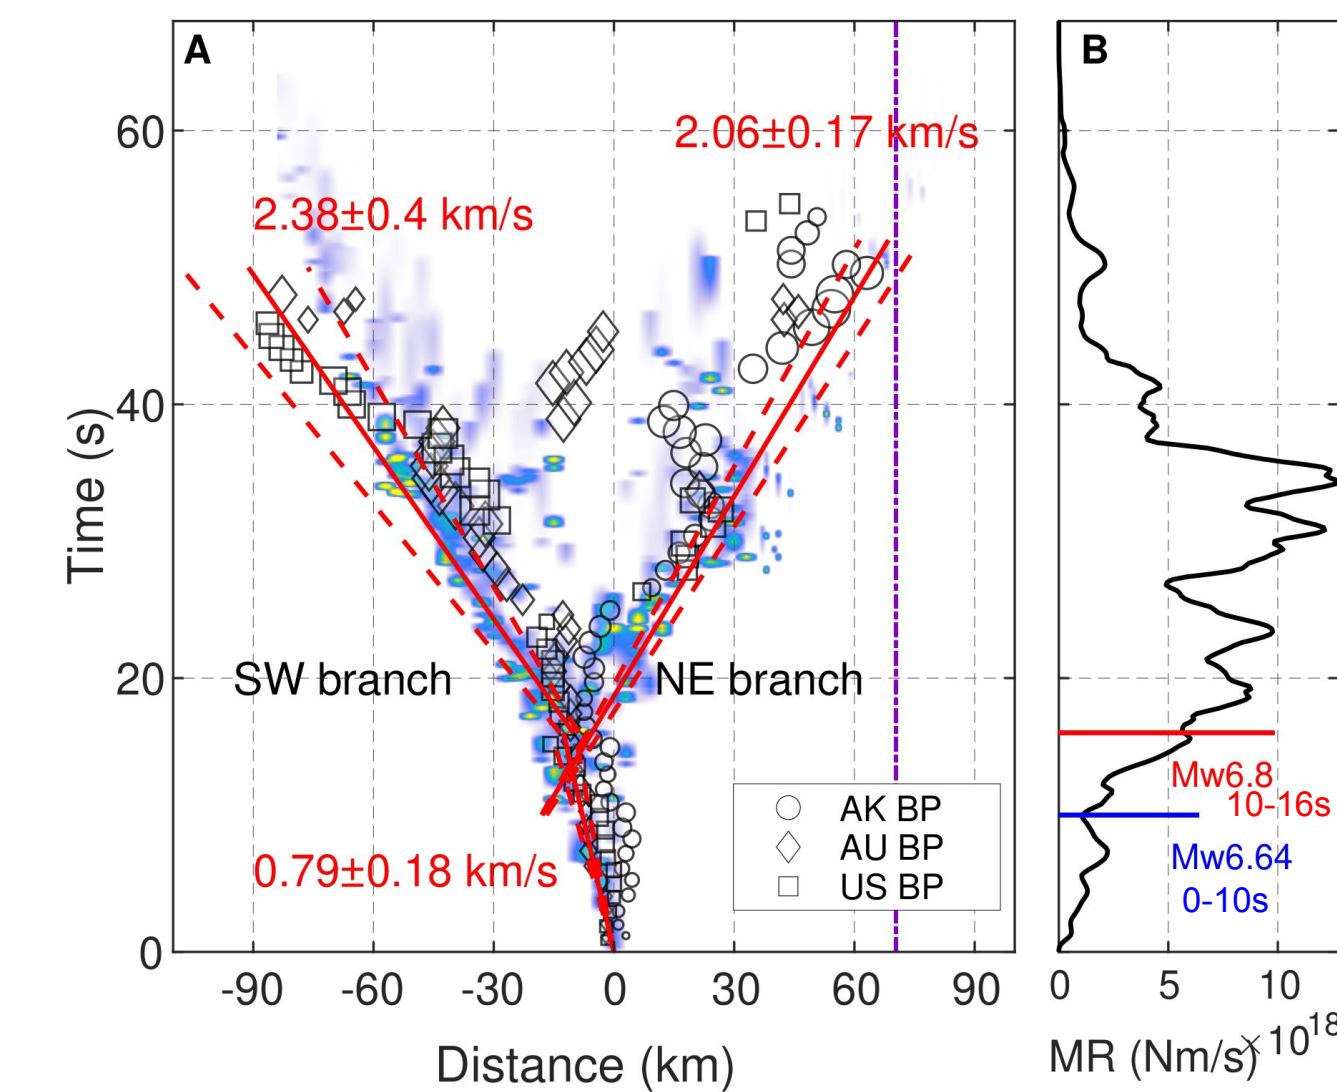 A
B
2.06±0.17 km/s
2.38±0.4 km/s
SW branch
NE branch
0.79±0.18 km/s
AK BP
AU BP
US BP
Mw6.8
10-16s
Mw6.64
0-10s
60
40
20
0
Time (s)
-90 -60 -30 0 30 60 90
Distance (km)
0 5 10
MR (Nm/s) ×10^18